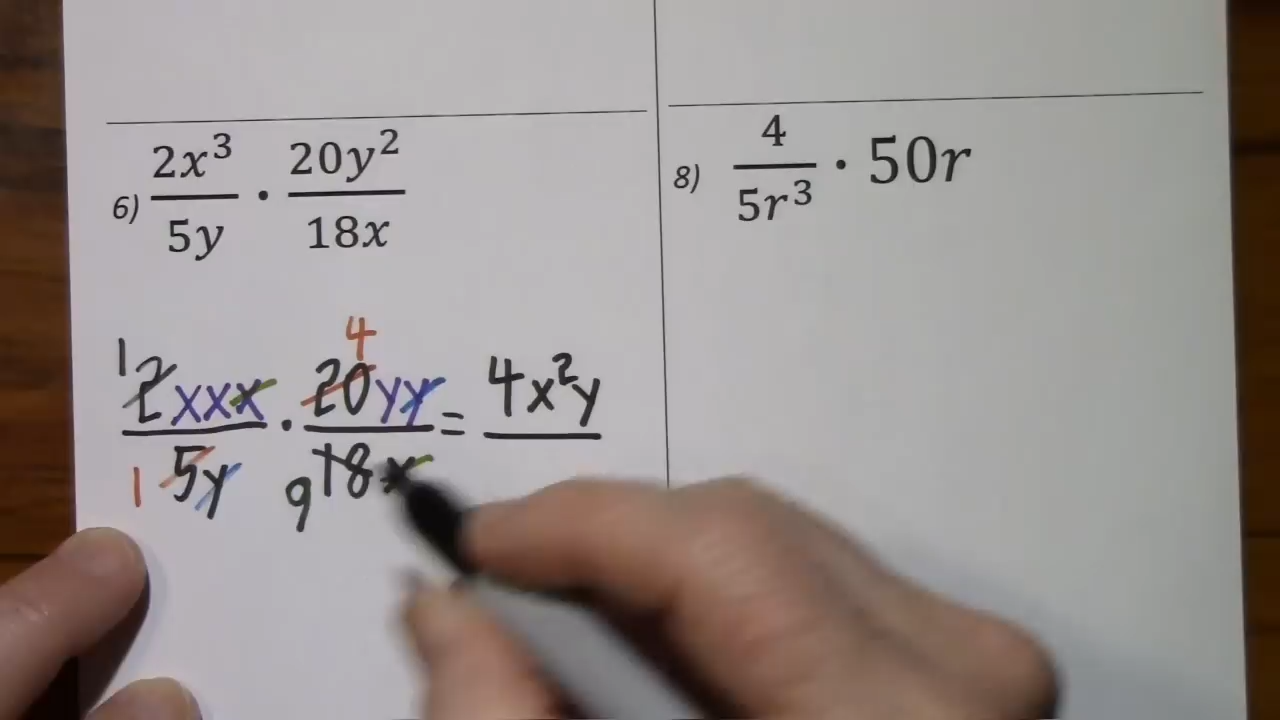 6) 2x³/5y · 20y²/18x
1 2xxx/5y 1 · 4 20yy/18x 9 = 4x²y/
8) 4/5r³ · 50r